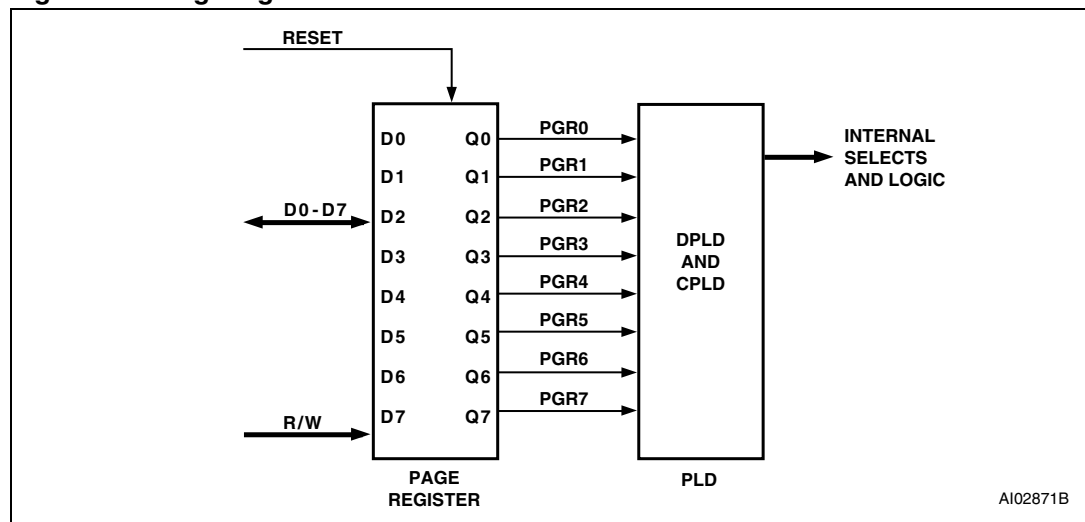 RESET
D0 Q0 PGR0
D1 Q1 PGR1
D0-D7
D2 Q2 PGR2
D3 Q3 PGR3
D4 Q4 PGR4
D5 Q5 PGR5
D6 Q6 PGR6
D7 Q7 PGR7
R/W
PAGE
REGISTER
DPLD
AND
CPLD
PLD
INTERNAL
SELECTS
AND LOGIC
AI02871B